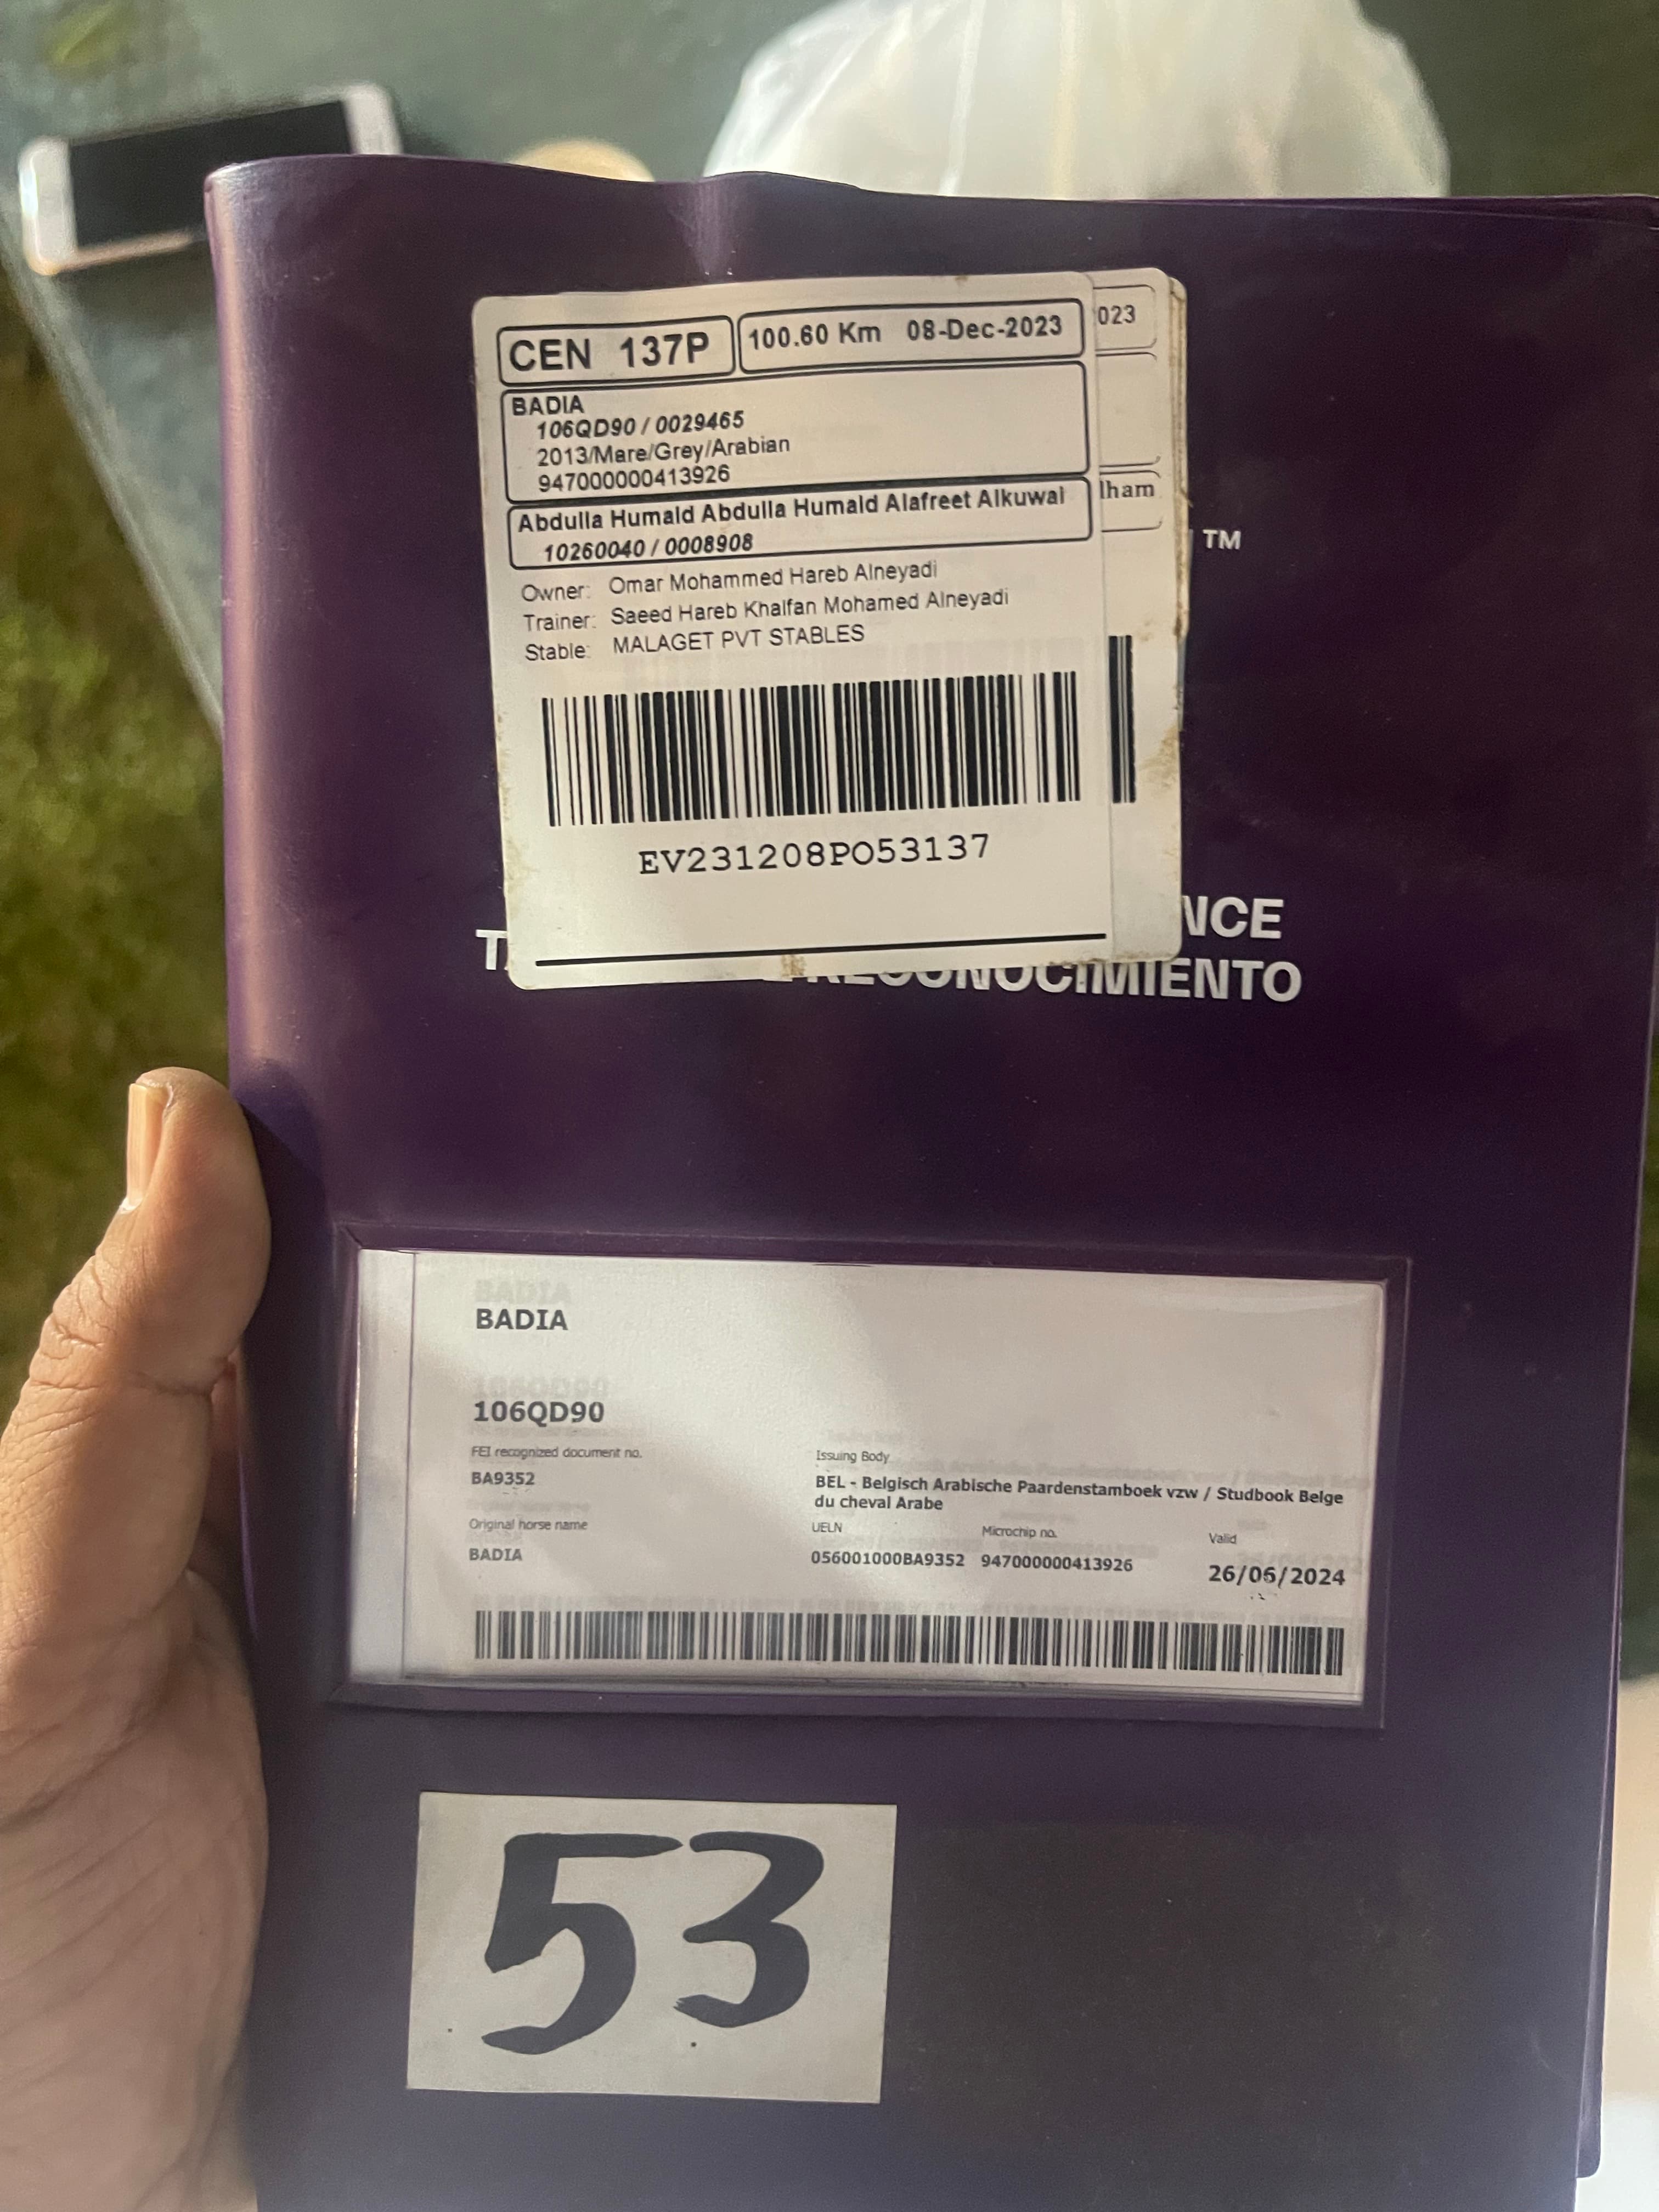 CEN 137P 100.60 Km 08-Dec-2023
023
BADIA
106QD90 / 0029465
2013/Mare/Grey/Arabian
947000000413926
Abdulla Humaid Abdulla Humaid Alafreet Alkuwai
lham
10260040 / 0008908
TM
Owner: Omar Mohammed Hareb Alneyadi
Trainer: Saeed Hareb Khalfan Mohamed Alneyadi
Stable: MALAGET PVT STABLES
EV231208PO53137
NCE
T
RECONOCIMIENTO
BADIA
106QD90
FEI recognized document no.
BA9352
Original horse name
BADIA
Issuing Body
BEL - Belgisch Arabische Paardenstamboek vzw / Studbook Belge
du cheval Arabe
UELN Microchip no. Valid
056001000BA9352 947000000413926 26/06/2024
53